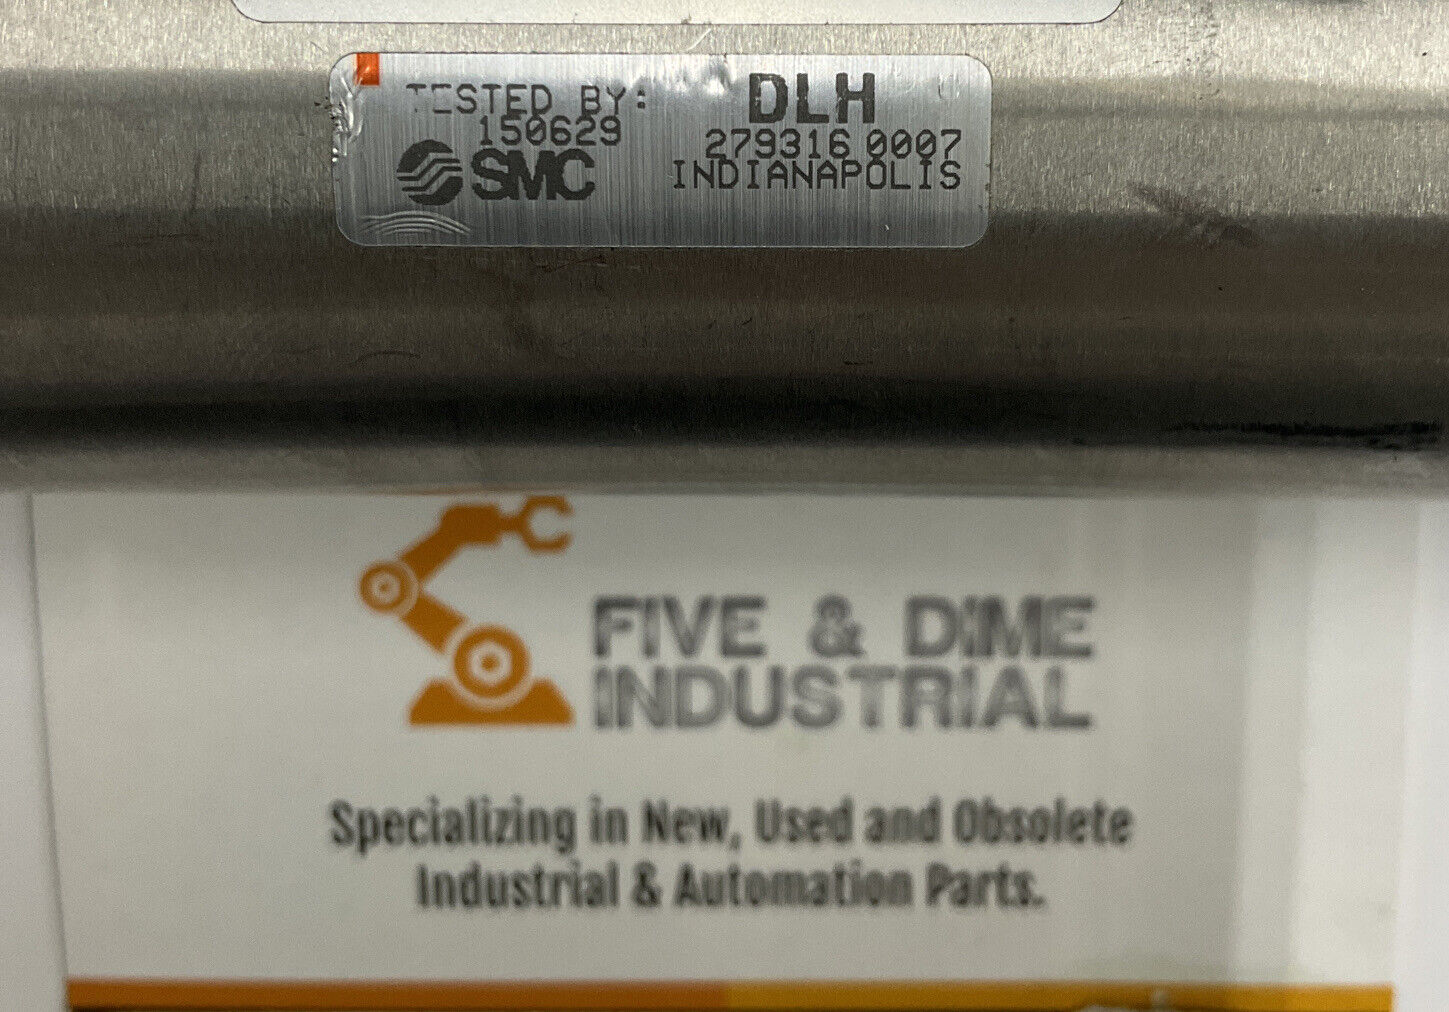 TESTED BY: DLH
150629 279316 0007
SMC INDIANAPOLIS
FIVE & DIME
INDUSTRIAL
Specializing in New, Used and Obsolete
Industrial & Automation Parts.